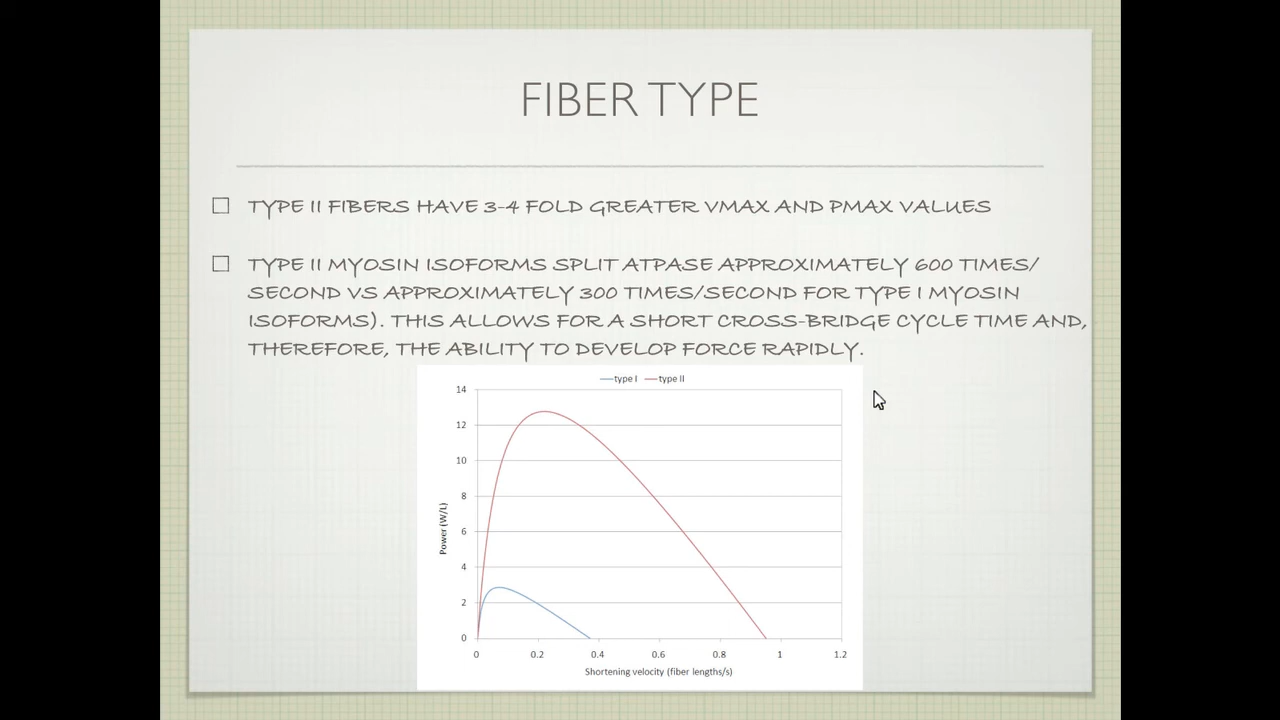 FIBER TYPE
TYPE II FIBERS HAVE 3-4 FOLD GREATER VMAX AND PMAX VALUES
TYPE II MYOSIN ISOFORMS SPLIT ATPASE APPROXIMATELY 600 TIMES/
SECOND VS APPROXIMATELY 300 TIMES/SECOND FOR TYPE I MYOSIN
ISOFORMS). THIS ALLOWS FOR A SHORT CROSS-BRIDGE CYCLE TIME AND,
THEREFORE, THE ABILITY TO DEVELOP FORCE RAPIDLY.
type I type II
14
12
10
8
6
4
2
0
Power (W/L)
0 0.2 0.4 0.6 0.8 1 1.2
Shortening velocity (fiber lengths/s)